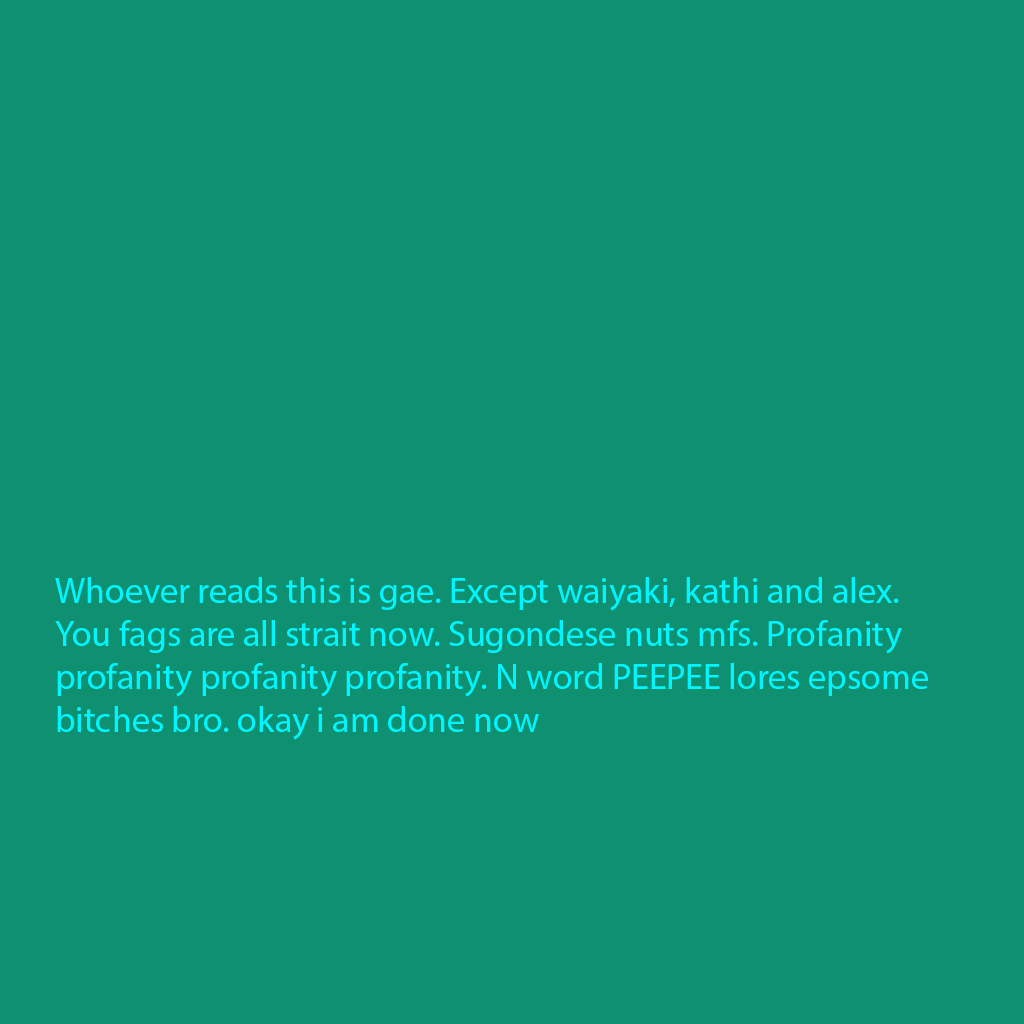 Whoever reads this is gae. Except waiyaki, kathi and alex.
You fags are all strait now. Sugondese nuts mfs. Profanity
profanity profanity profanity. N word PEEPEE lores epsome
bitches bro. okay i am done now